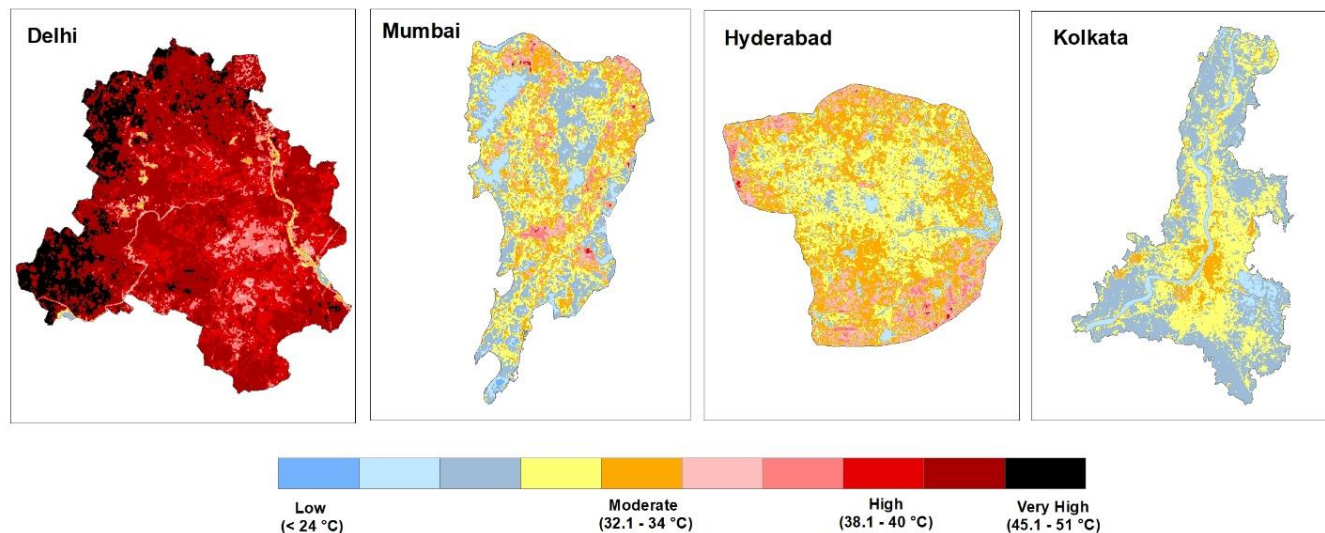 Delhi
Mumbai
Hyderabad
Kolkata
Low
(< 24 °C)
Moderate
(32.1 - 34 °C)
High
(38.1 - 40 °C)
Very High
(45.1 - 51 °C)